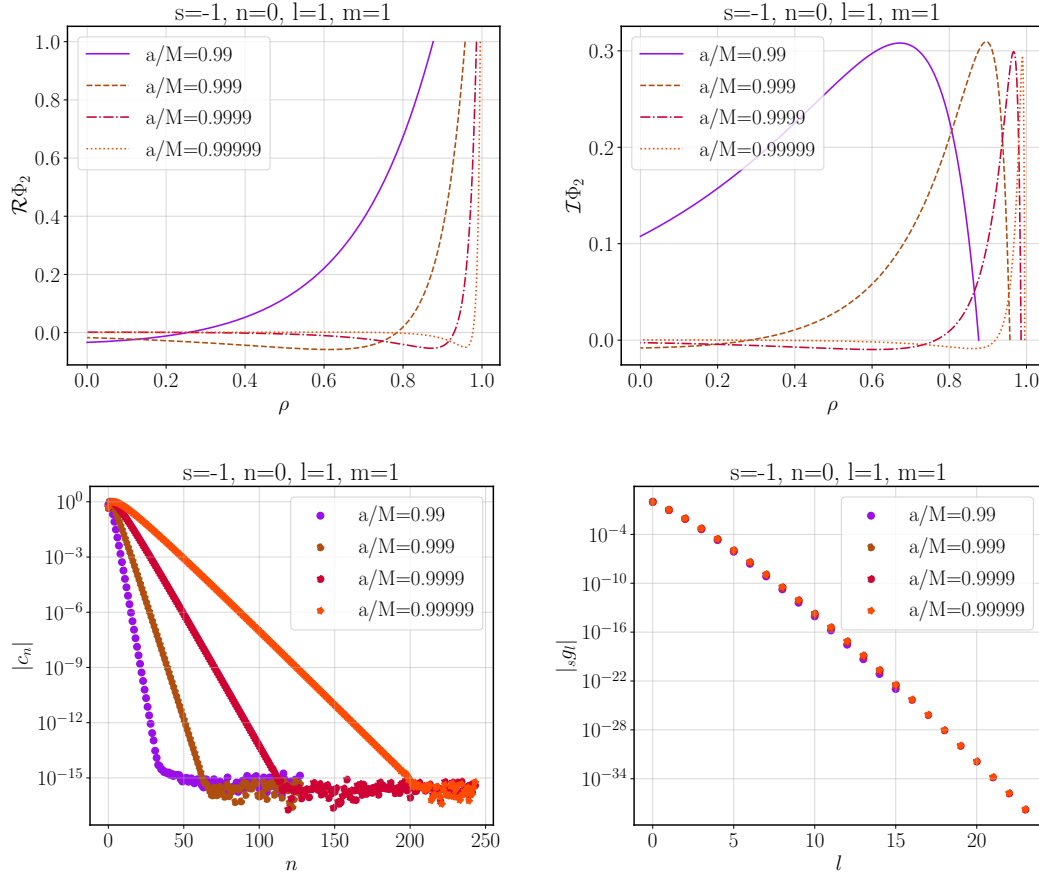 s=-1, n=0, l=1, m=1
1.0
0.8
0.6
0.4
0.2
0.0
ℛΦ₂
a/M=0.99
a/M=0.999
a/M=0.9999
a/M=0.99999
0.0 0.2 0.4 0.6 0.8 1.0
ρ
s=-1, n=0, l=1, m=1
0.3
0.2
0.1
0.0
ℐΦ₂
a/M=0.99
a/M=0.999
a/M=0.9999
a/M=0.99999
0.0 0.2 0.4 0.6 0.8 1.0
ρ
s=-1, n=0, l=1, m=1
10⁰
10⁻³
10⁻⁶
10⁻⁹
10⁻¹²
10⁻¹⁵
|cₙ|
a/M=0.99
a/M=0.999
a/M=0.9999
a/M=0.99999
0 50 100 150 200 250
n
s=-1, n=0, l=1, m=1
10⁻⁴
10⁻¹⁰
10⁻¹⁶
10⁻²²
10⁻²⁸
10⁻³⁴
|ₛgₗ|
a/M=0.99
a/M=0.999
a/M=0.9999
a/M=0.99999
0 5 10 15 20
l